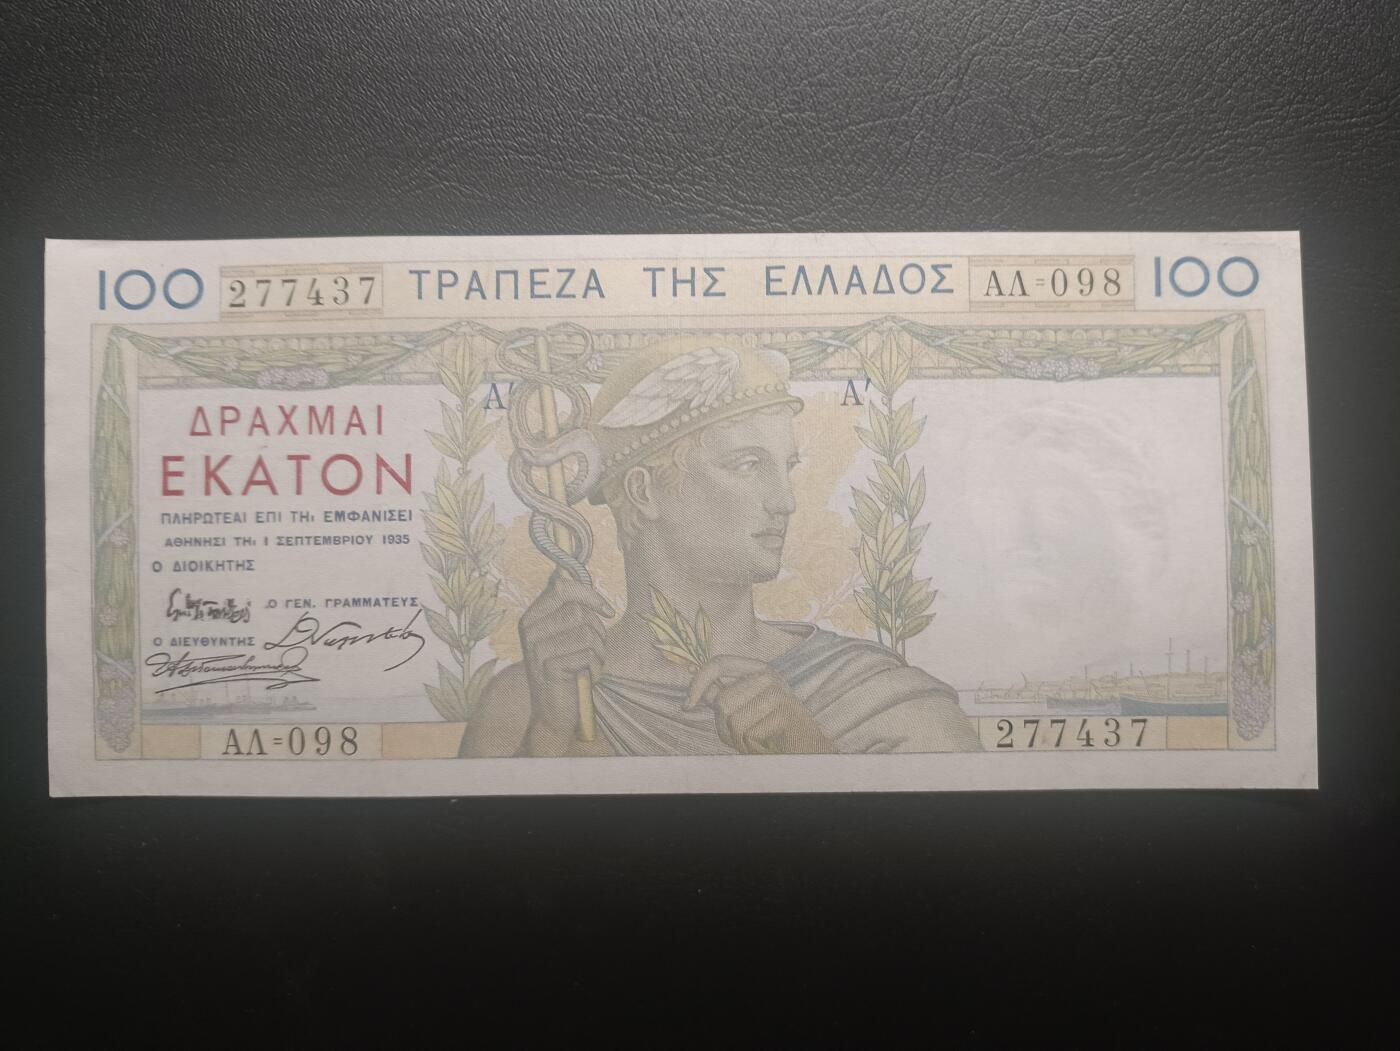 100 277437 ΤΡΑΠΕΖΑ ΤΗΣ ΕΛΛΑΔΟΣ ΑΛ=098 100
Α' Α'
ΔΡΑΧΜΑΙ
ΕΚΑΤΟΝ
ΠΛΗΡΩΤΕΑΙ ΕΠΙ ΤΗι ΕΜΦΑΝΙΣΕΙ
ΑΘΗΝΗΣΙ ΤΗι 1 ΣΕΠΤΕΜΒΡΙΟΥ 1935
Ο ΔΙΟΙΚΗΤΗΣ
Ο ΓΕΝ. ΓΡΑΜΜΑΤΕΥΣ
Ο ΔΙΕΥΘΥΝΤΗΣ
ΑΛ=098 277437